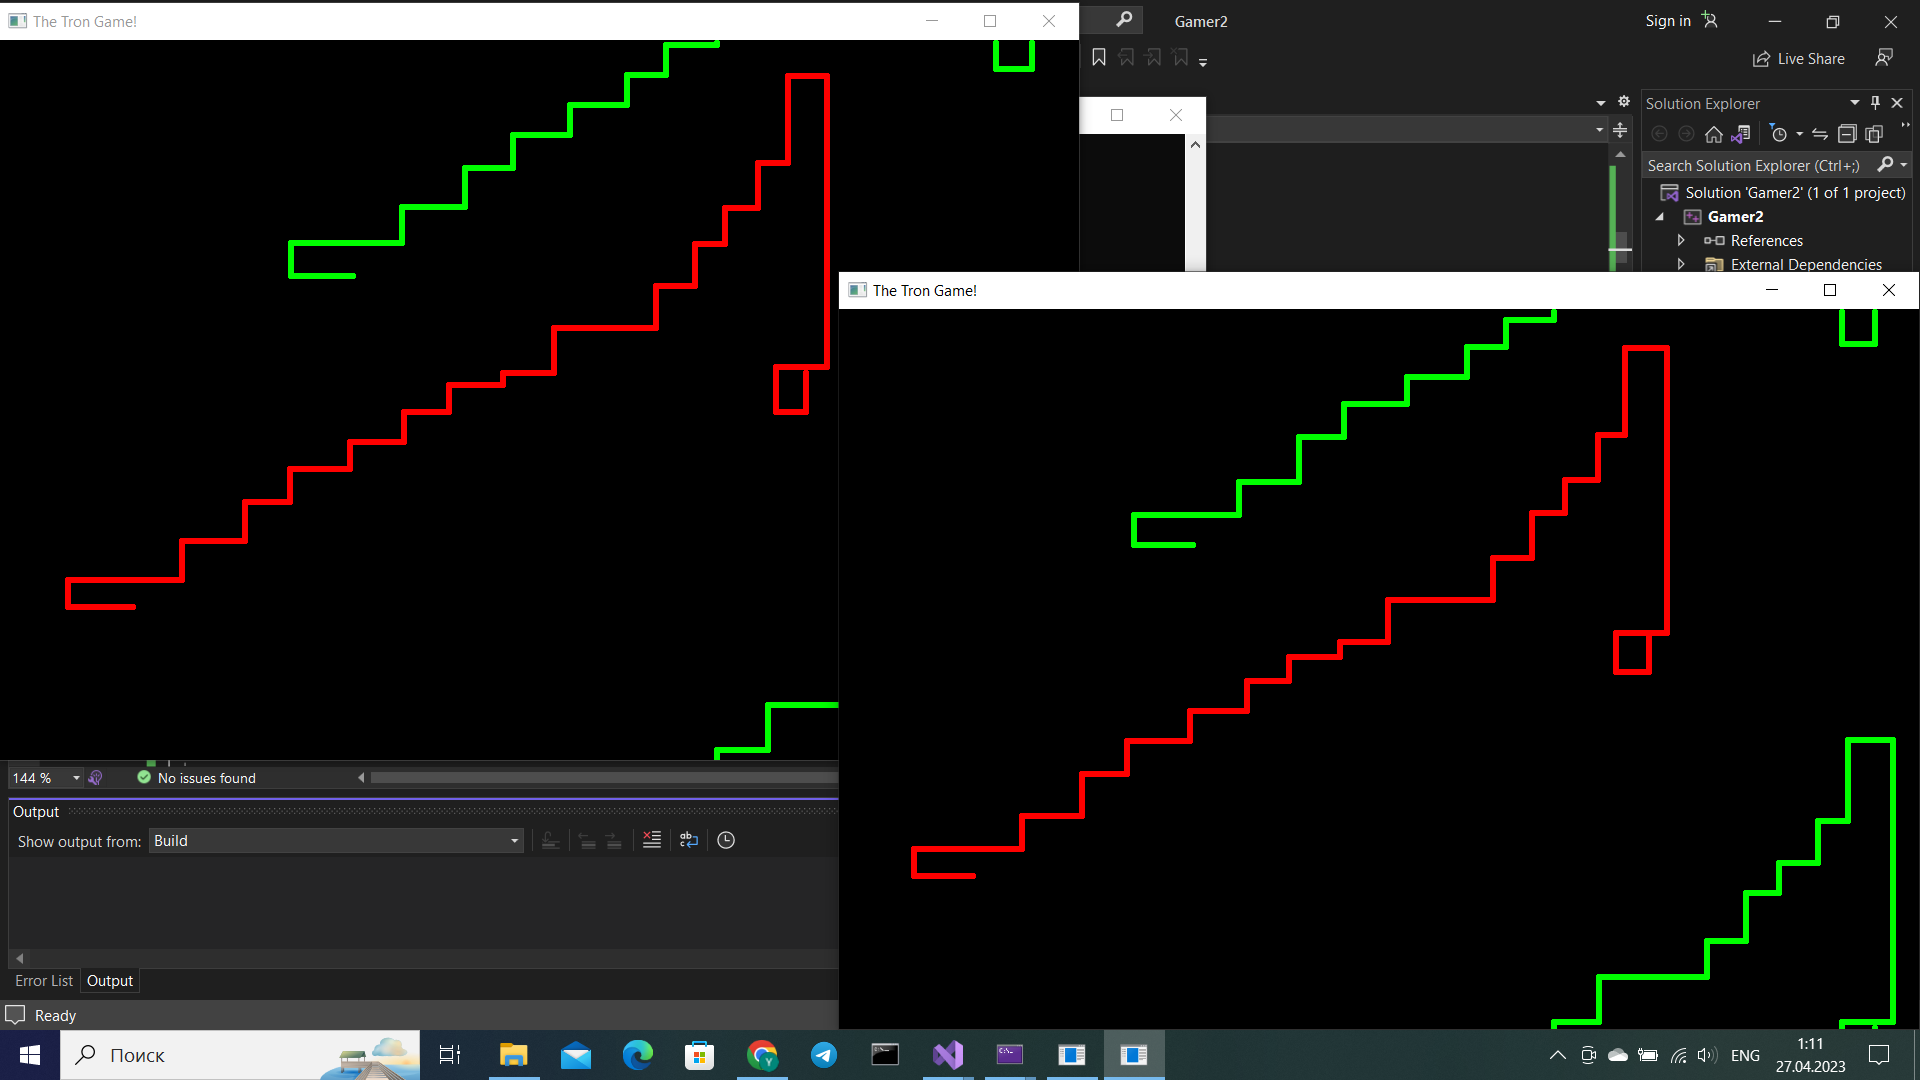 The Tron Game!
Gamer2
Sign in
Live Share
Solution Explorer
Search Solution Explorer (Ctrl+;)
Solution 'Gamer2' (1 of 1 project)
Gamer2
References
External Dependencies
The Tron Game!
144 %
No issues found
Output
Show output from:
Build
Error List
Output
Ready
Поиск
ENG
1:11
27.04.2023